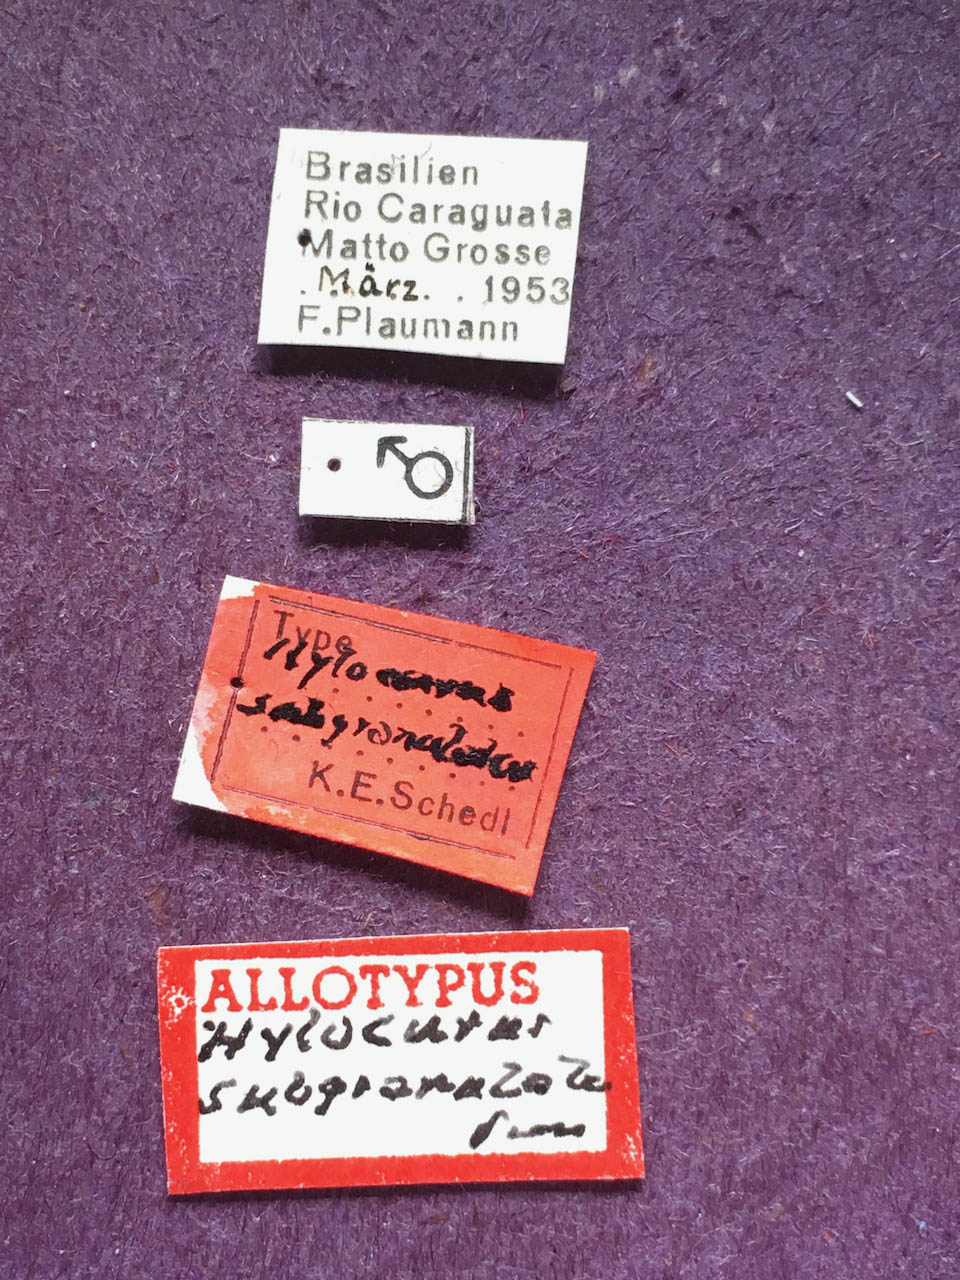 Brasilien
Rio Caraguata
Matto Grosse
. März. . 1953
F.Plaumann
♂
Type
Hylocurus
subgranulatus
K.E.Schedl
ALLOTYPUS
Hylocurus
subgranulatus